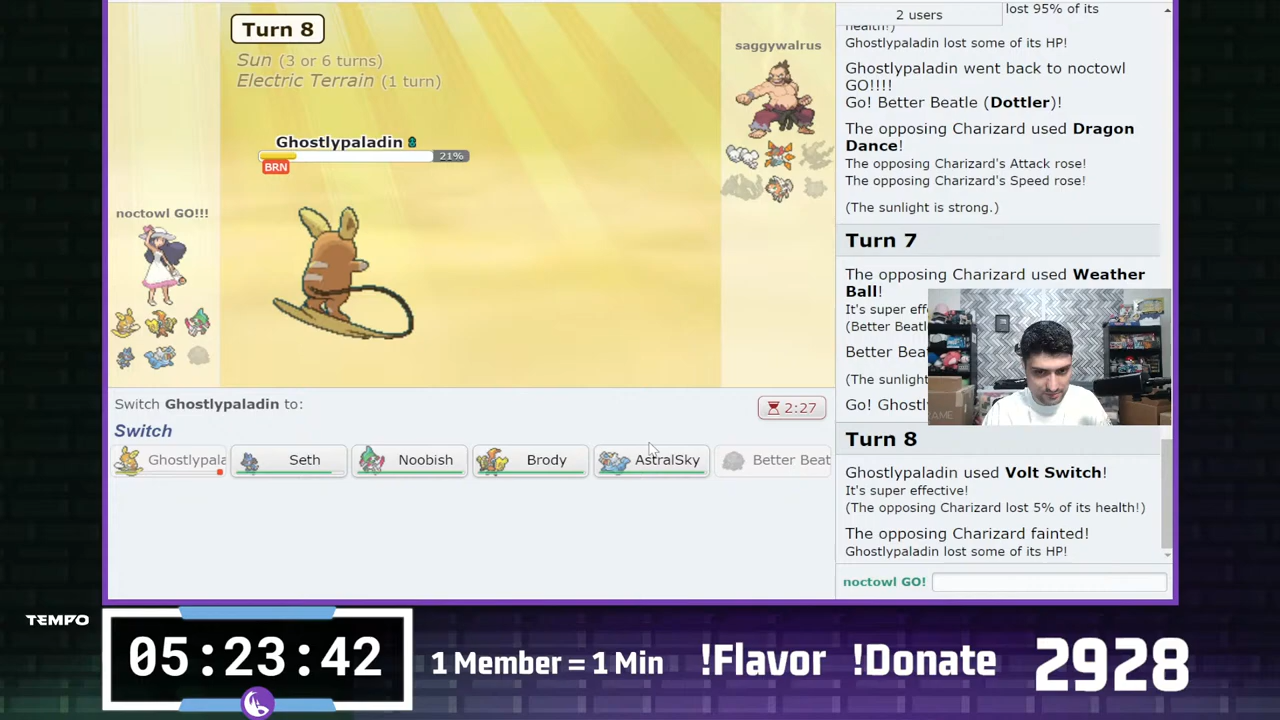 Turn 8
Sun (3 or 6 turns)
Electric Terrain (1 turn)
Ghostlypaladin
21%
BRN
noctowl GO!!!
saggywalrus
Switch Ghostlypaladin to:
2:27
Switch
Ghostlypala
Seth
Noobish
Brody
AstralSky
Better Beat
2 users
lost 95% of its
health!)
Ghostlypaladin lost some of its HP!
Ghostlypaladin went back to noctowl
GO!!!!
Go! Better Beatle (Dottler)!
The opposing Charizard used Dragon
Dance!
The opposing Charizard's Attack rose!
The opposing Charizard's Speed rose!
(The sunlight is strong.)
Turn 7
The opposing Charizard used Weather
Ball!
It's super eff
(Better Beatl
Better Bea
(The sunligh
Go! Ghostl
Turn 8
Ghostlypaladin used Volt Switch!
It's super effective!
(The opposing Charizard lost 5% of its health!)
The opposing Charizard fainted!
Ghostlypaladin lost some of its HP!
noctowl GO!
TEMPO
05:23:42
1 Member = 1 Min
!Flavor
!Donate
2928